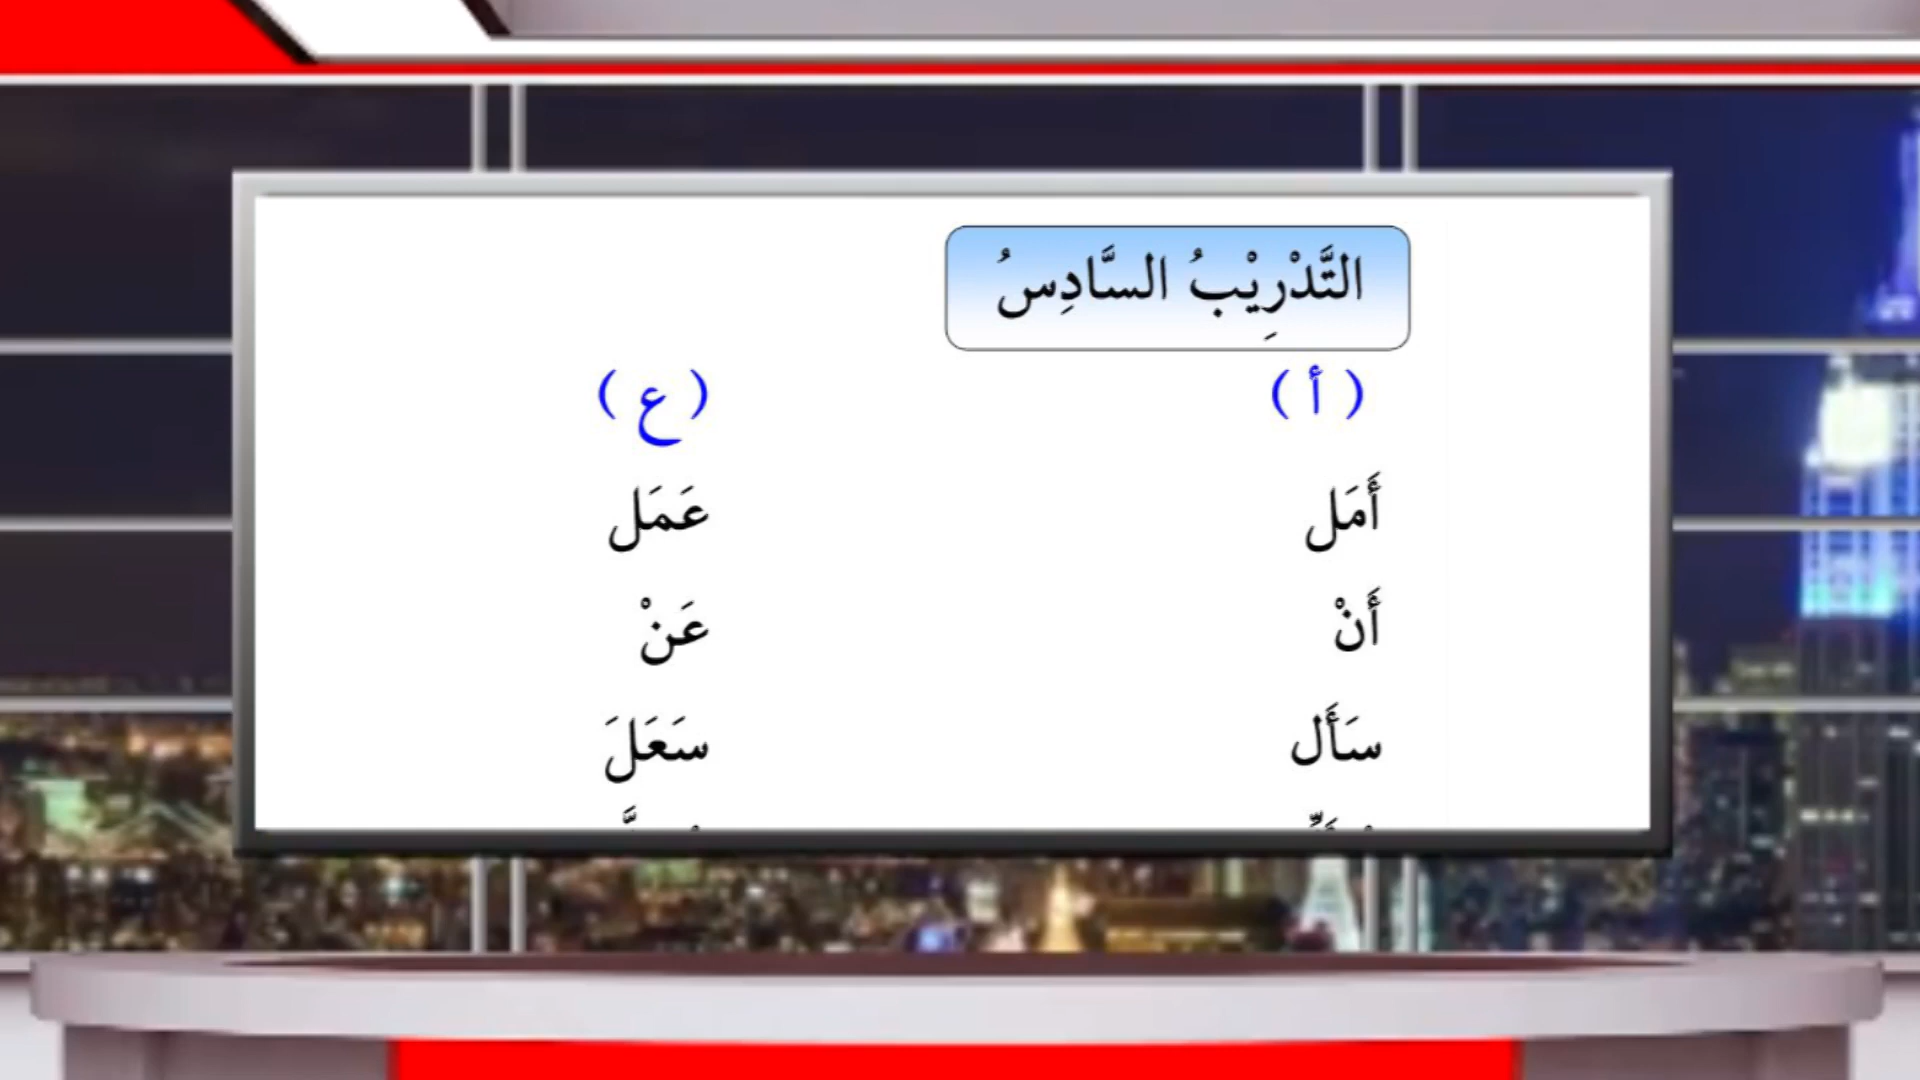 التَّدْرِيْبُ السَّادِسُ
( أ ) ( ع )
أَمَل عَمَل
أَنْ عَنْ
سَأَل سَعَلَ